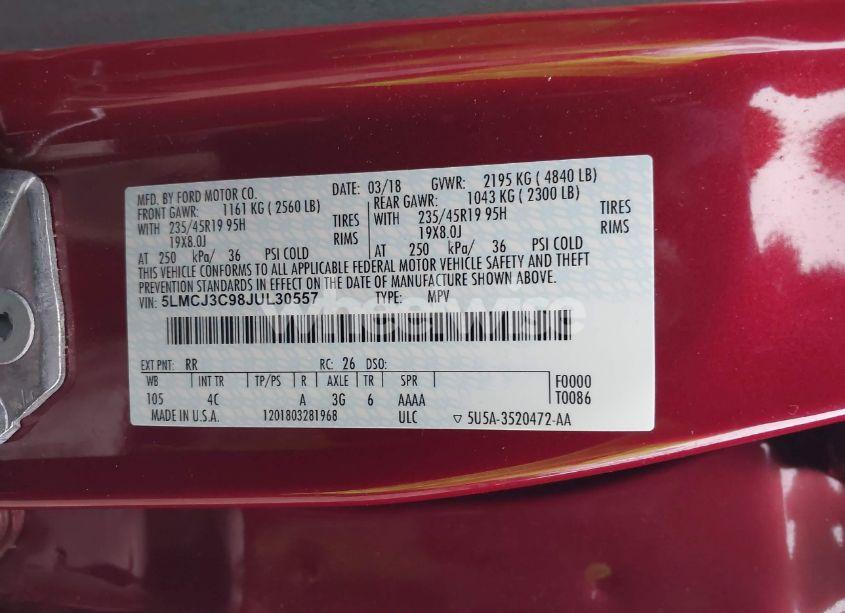 MFD. BY FORD MOTOR CO. DATE: 03/18 GVWR: 2195 KG ( 4840 LB)
FRONT GAWR: 1161 KG ( 2560 LB) REAR GAWR: 1043 KG ( 2300 LB)
WITH 235/45R19 95H TIRES WITH 235/45R19 95H TIRES
19X8.0J RIMS 19X8.0J RIMS
AT 250 kPa/ 36 PSI COLD AT 250 kPa/ 36 PSI COLD
THIS VEHICLE CONFORMS TO ALL APPLICABLE FEDERAL MOTOR VEHICLE SAFETY AND THEFT
PREVENTION STANDARDS IN EFFECT ON THE DATE OF MANUFACTURE SHOWN ABOVE.
VIN: 5LMCJ3C98JUL30557 TYPE: MPV
wheelwise
EXT PNT: RR RC: 26 DSO:
WB INT TR TP/PS R AXLE TR SPR F0000
105 4C A 3G 6 AAAA T0086
MADE IN U.S.A. 1201803281968 ULC ▽ 5U5A-3520472-AA